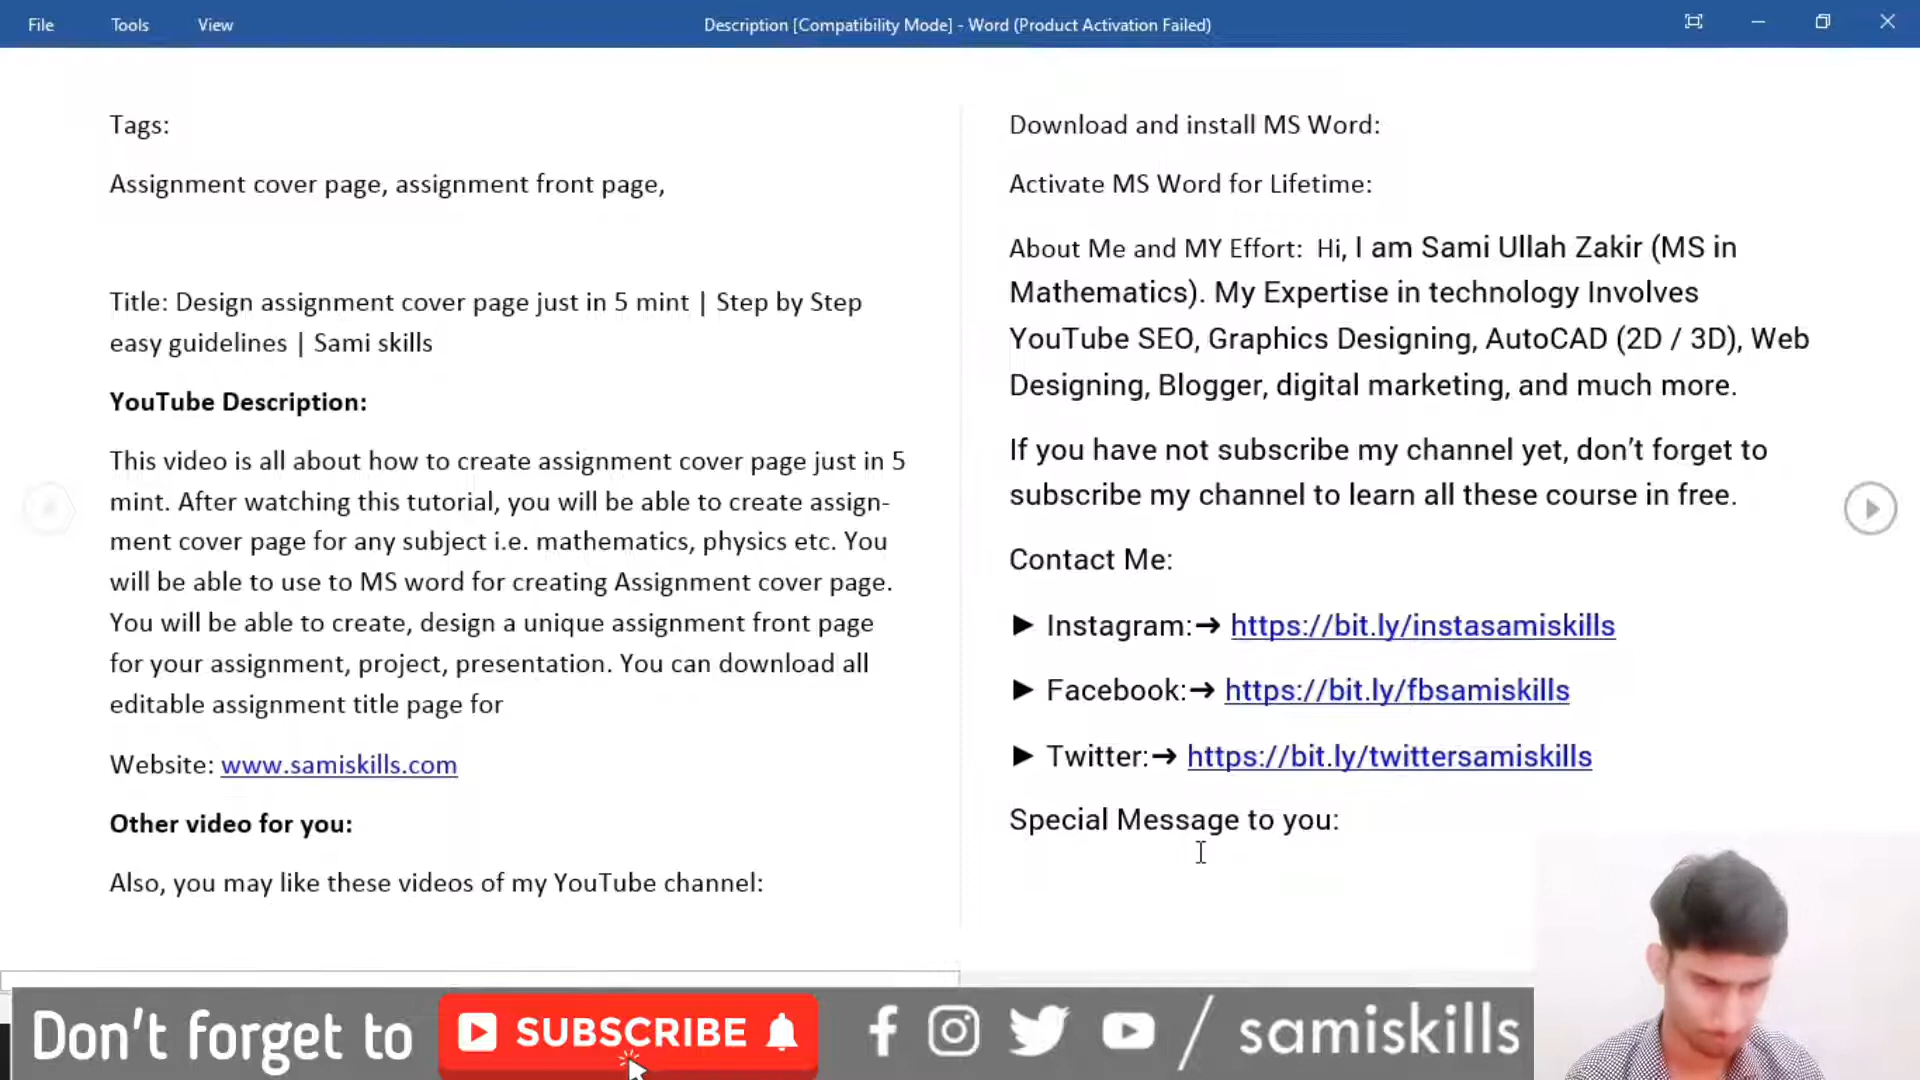 File Tools View Description [Compatibility Mode] - Word (Product Activation Failed)
Tags:
Assignment cover page, assignment front page,
Title: Design assignment cover page just in 5 mint | Step by Step
easy guidelines | Sami skills
YouTube Description:
This video is all about how to create assignment cover page just in 5
mint. After watching this tutorial, you will be able to create assign-
ment cover page for any subject i.e. mathematics, physics etc. You
will be able to use to MS word for creating Assignment cover page.
You will be able to create, design a unique assignment front page
for your assignment, project, presentation. You can download all
editable assignment title page for
Website: www.samiskills.com
Other video for you:
Also, you may like these videos of my YouTube channel:
Download and install MS Word:
Activate MS Word for Lifetime:
About Me and MY Effort: Hi, I am Sami Ullah Zakir (MS in
Mathematics). My Expertise in technology Involves
YouTube SEO, Graphics Designing, AutoCAD (2D / 3D), Web
Designing, Blogger, digital marketing, and much more.
If you have not subscribe my channel yet, don’t forget to
subscribe my channel to learn all these course in free.
Contact Me:
► Instagram:➜ https://bit.ly/instasamiskills
► Facebook:➜ https://bit.ly/fbsamiskills
► Twitter:➜ https://bit.ly/twittersamiskills
Special Message to you:
Don't forget to SUBSCRIBE / samiskills